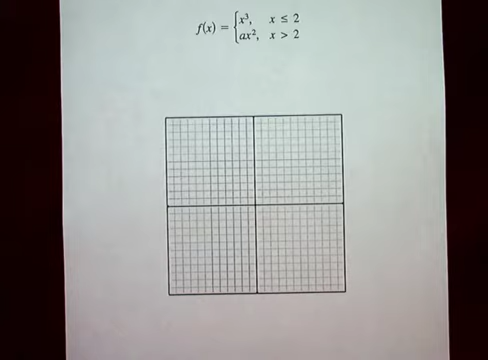 f(x) = { x³, x ≤ 2
ax², x > 2